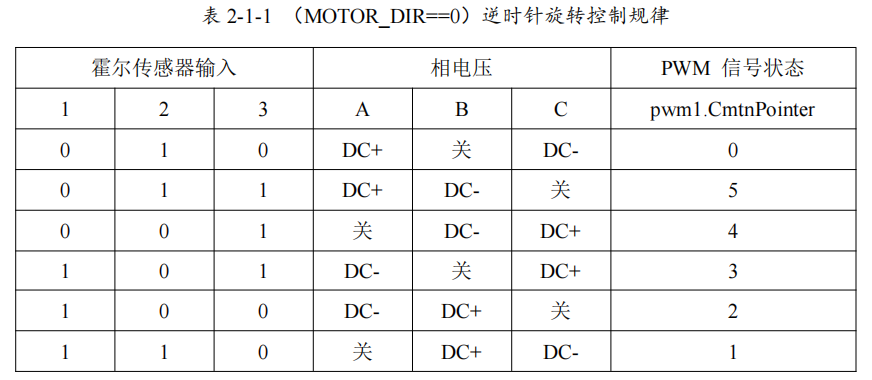 表 2-1-1 （MOTOR_DIR==0）逆时针旋转控制规律
霍尔传感器输入 相电压 PWM 信号状态
1 2 3 A B C pwm1.CmtnPointer
0 1 0 DC+ 关 DC- 0
0 1 1 DC+ DC- 关 5
0 0 1 关 DC- DC+ 4
1 0 1 DC- 关 DC+ 3
1 0 0 DC- DC+ 关 2
1 1 0 关 DC+ DC- 1